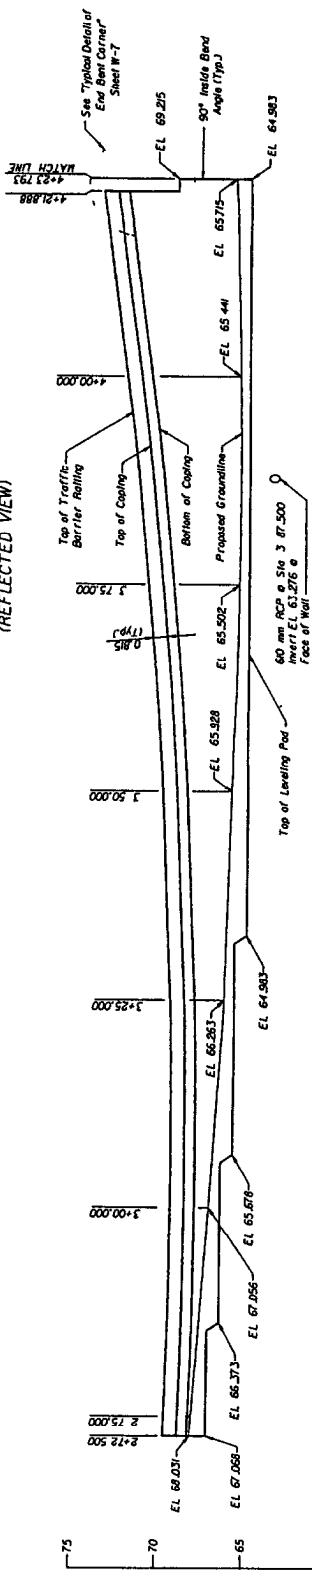 (REFLECTED VIEW)
See "Typical Detail of
End Bent Corner"
Sheet W-7
MATCH LINE
4+23.793
4+21.888
EL 69.215
90° Inside Bend
Angle (Typ.)
EL 64.983
EL 65.715
EL 65.441
4+00.000
Top of Traffic
Barrier Railing
Top of Coping
Bottom of Coping
Proposed Groundline
3 75.000
0.815
(Typ.)
EL 65.502
610 mm RCP @ Sta 3 87.500
Invert EL 63.276 @
Face of Wall
3 50.000
EL 65.928
Top of Leveling Pad
3+25.000
EL 66.263
EL 64.983
3+00.000
EL 67.056
EL 65.678
EL 66.373
2 75.000
2+72 500
EL 68.031
EL 67.068
75
70
65